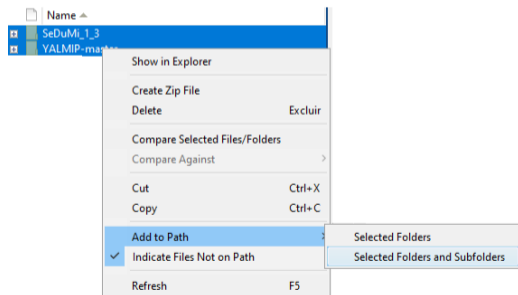 Name
SeDuMi_1_3
YALMIP-master
Show in Explorer
Create Zip File
Delete Excluir
Compare Selected Files/Folders
Compare Against
Cut Ctrl+X
Copy Ctrl+C
Add to Path
Selected Folders
Indicate Files Not on Path
Selected Folders and Subfolders
Refresh F5